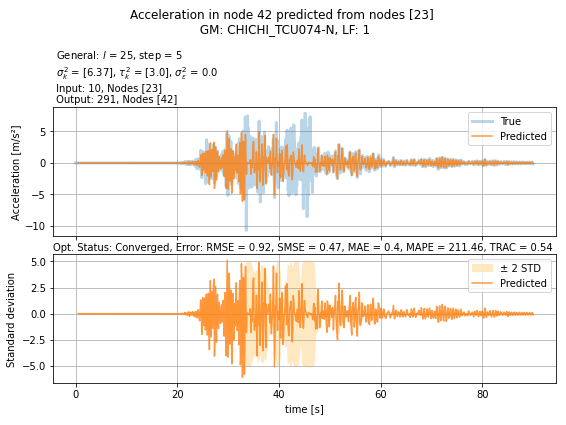 Acceleration in node 42 predicted from nodes [23]
GM: CHICHI_TCU074-N, LF: 1
General: l = 25, step = 5
σ²ₖ = [6.37], τ²ₖ = [3.0], σ²_ε = 0.0
Input: 10, Nodes [23]
Output: 291, Nodes [42]
True
Predicted
Acceleration [m/s²]
5
0
−5
−10
Opt. Status: Converged, Error: RMSE = 0.92, SMSE = 0.47, MAE = 0.4, MAPE = 211.46, TRAC = 0.54
± 2 STD
Predicted
Standard deviation
5.0
2.5
0.0
−2.5
−5.0
0 20 40 60 80
time [s]